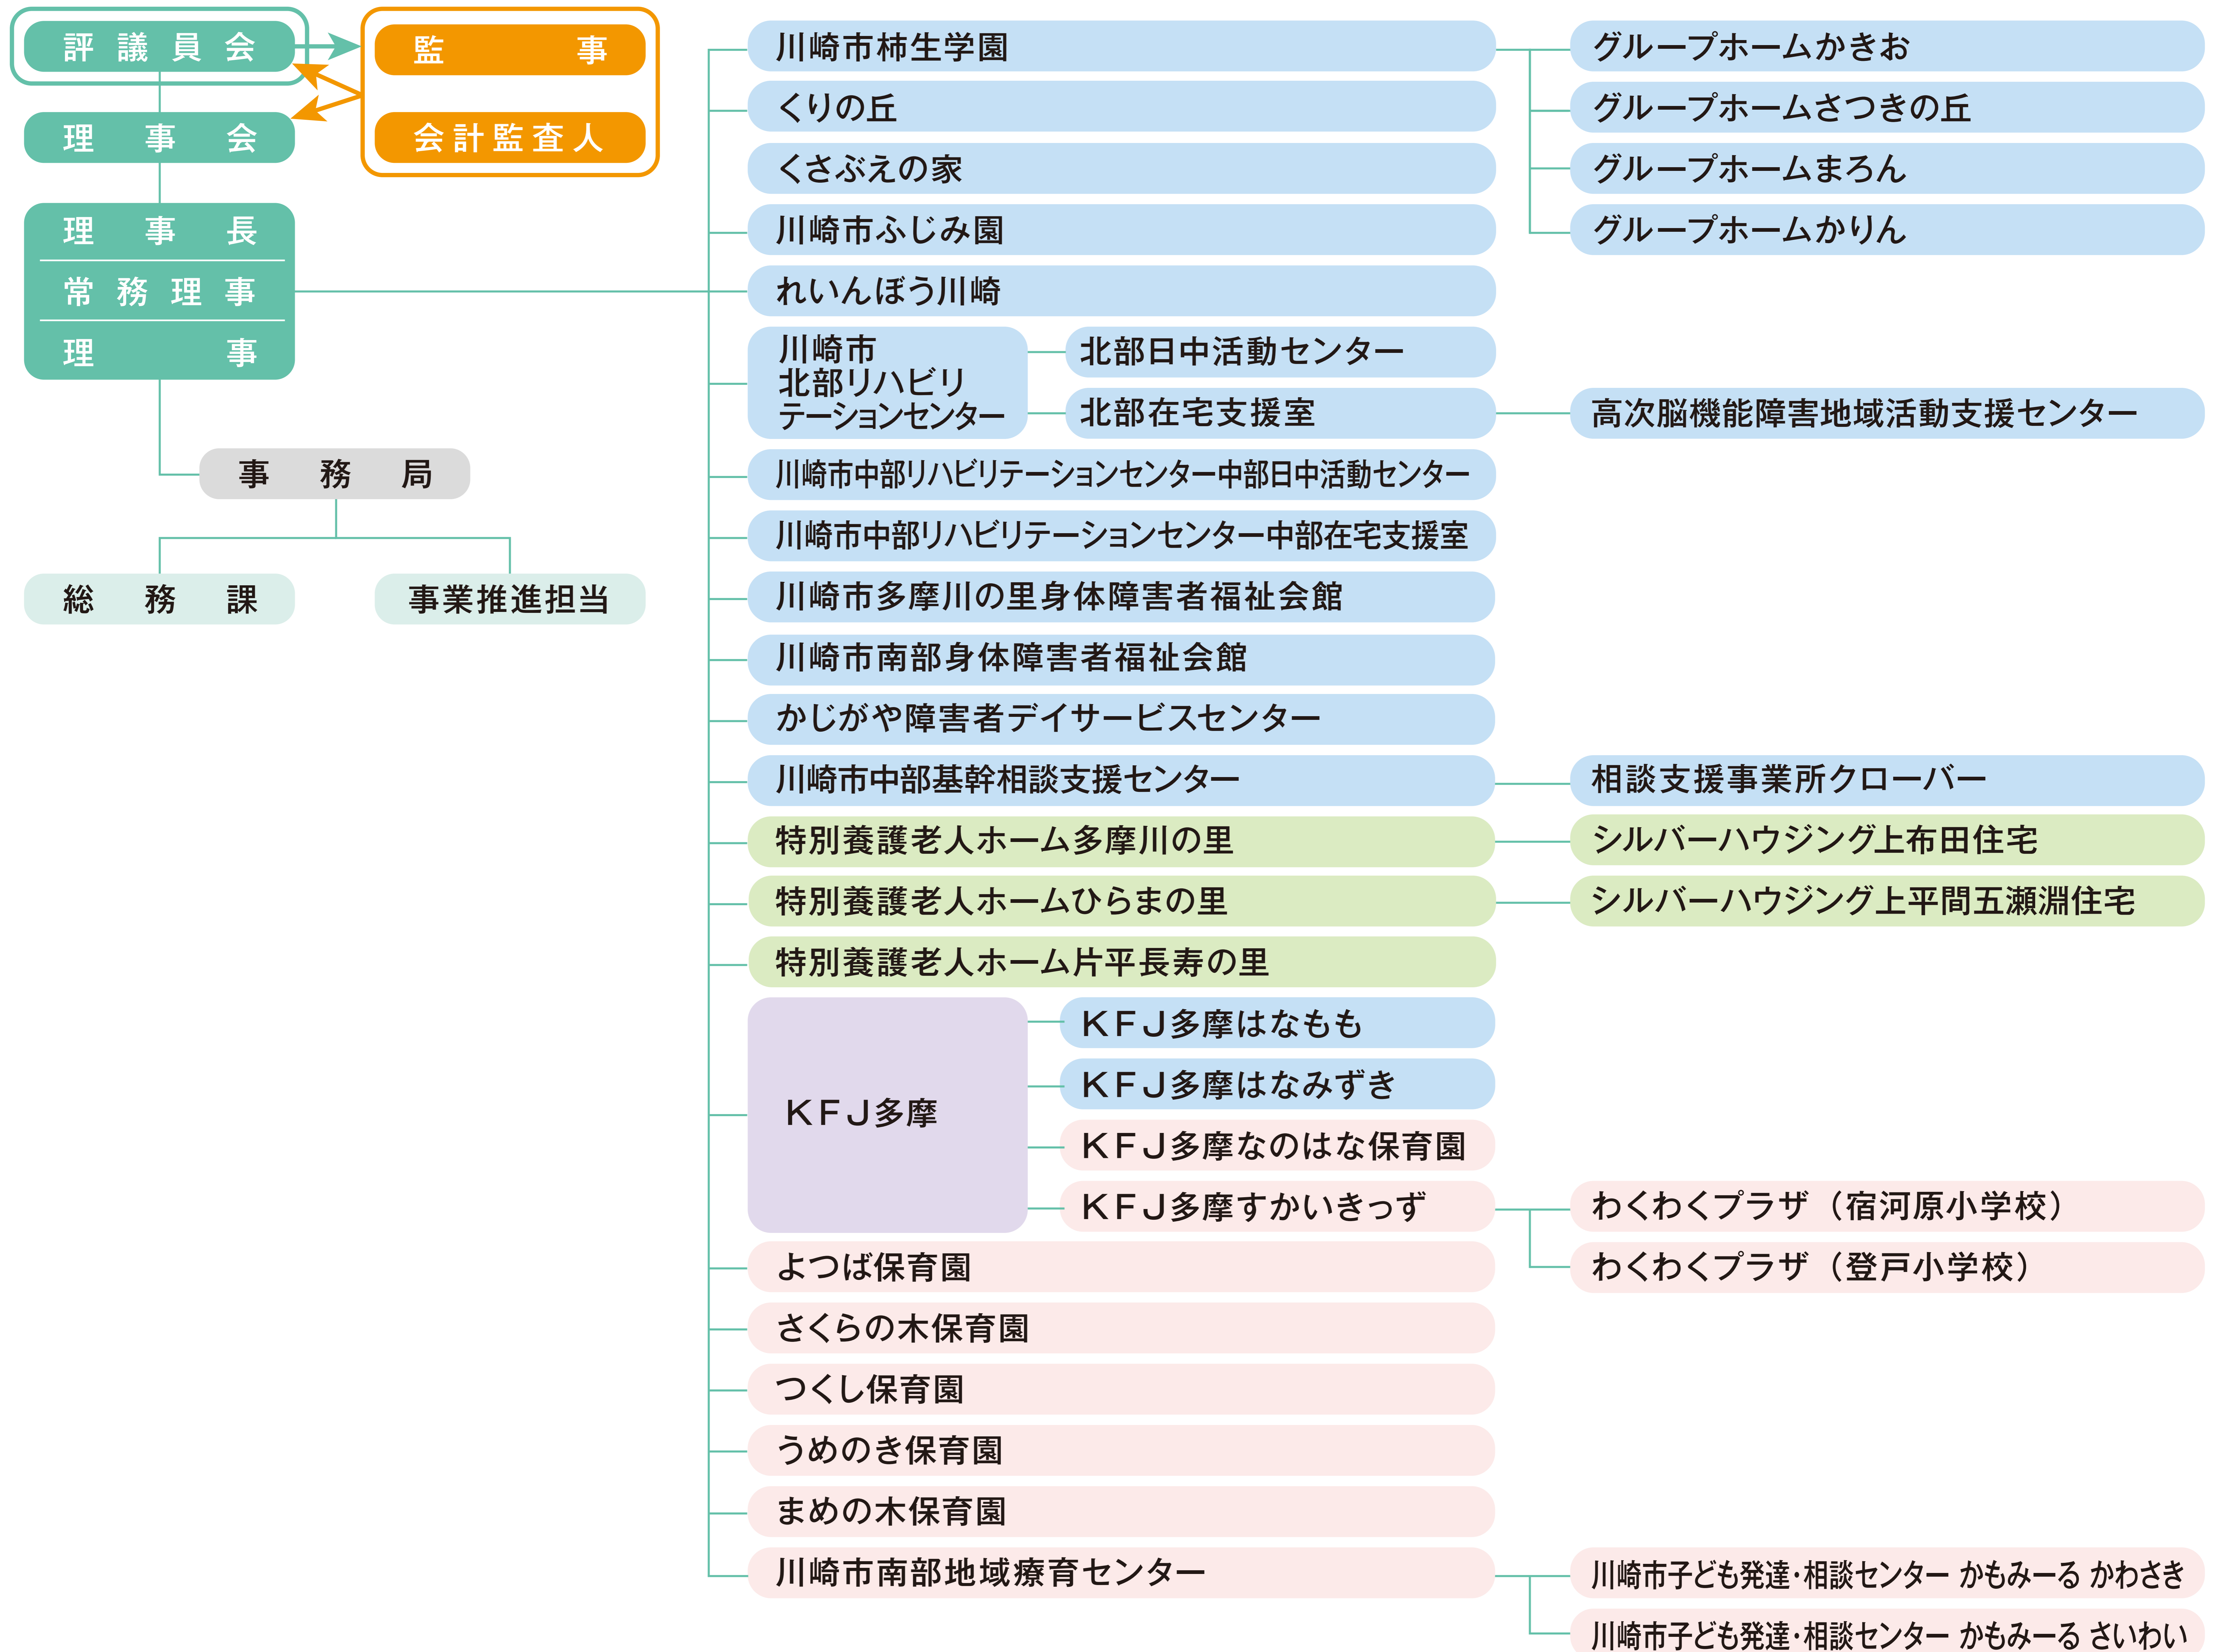 評議員会
監事
会計監査人
理事会
理事長
常務理事
理事
事務局
総務課
事業推進担当
川崎市柿生学園
グループホームかきお
グループホームさつきの丘
グループホームまろん
グループホームかりん
くりの丘
くさぶえの家
川崎市ふじみ園
れいんぼう川崎
川崎市
北部リハビリ
テーションセンター
北部日中活動センター
北部在宅支援室
高次脳機能障害地域活動支援センター
川崎市中部リハビリテーションセンター中部日中活動センター
川崎市中部リハビリテーションセンター中部在宅支援室
川崎市多摩川の里身体障害者福祉会館
川崎市南部身体障害者福祉会館
かじがや障害者デイサービスセンター
川崎市中部基幹相談支援センター
相談支援事業所クローバー
特別養護老人ホーム多摩川の里
シルバーハウジング上布田住宅
特別養護老人ホームひらまの里
シルバーハウジング上平間五瀬淵住宅
特別養護老人ホーム片平長寿の里
ＫＦＪ多摩
ＫＦＪ多摩はなもも
ＫＦＪ多摩はなみずき
ＫＦＪ多摩なのはな保育園
ＫＦＪ多摩すかいきっず
わくわくプラザ（宿河原小学校）
わくわくプラザ（登戸小学校）
よつば保育園
さくらの木保育園
つくし保育園
うめのき保育園
まめの木保育園
川崎市南部地域療育センター
川崎市子ども発達・相談センター かもみーる かわさき
川崎市子ども発達・相談センター かもみーる さいわい